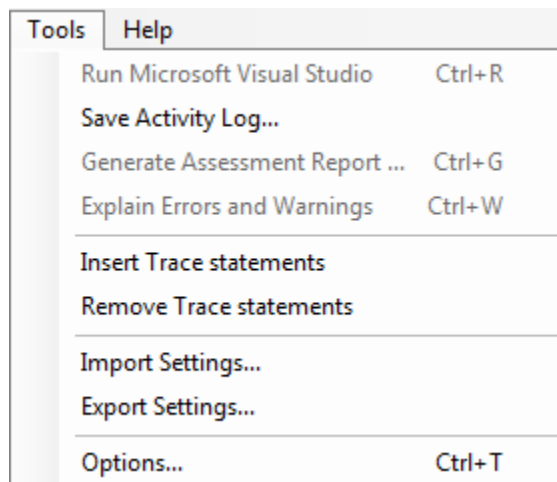 Tools Help
Run Microsoft Visual Studio Ctrl+R
Save Activity Log...
Generate Assessment Report ... Ctrl+G
Explain Errors and Warnings Ctrl+W
Insert Trace statements
Remove Trace statements
Import Settings...
Export Settings...
Options... Ctrl+T